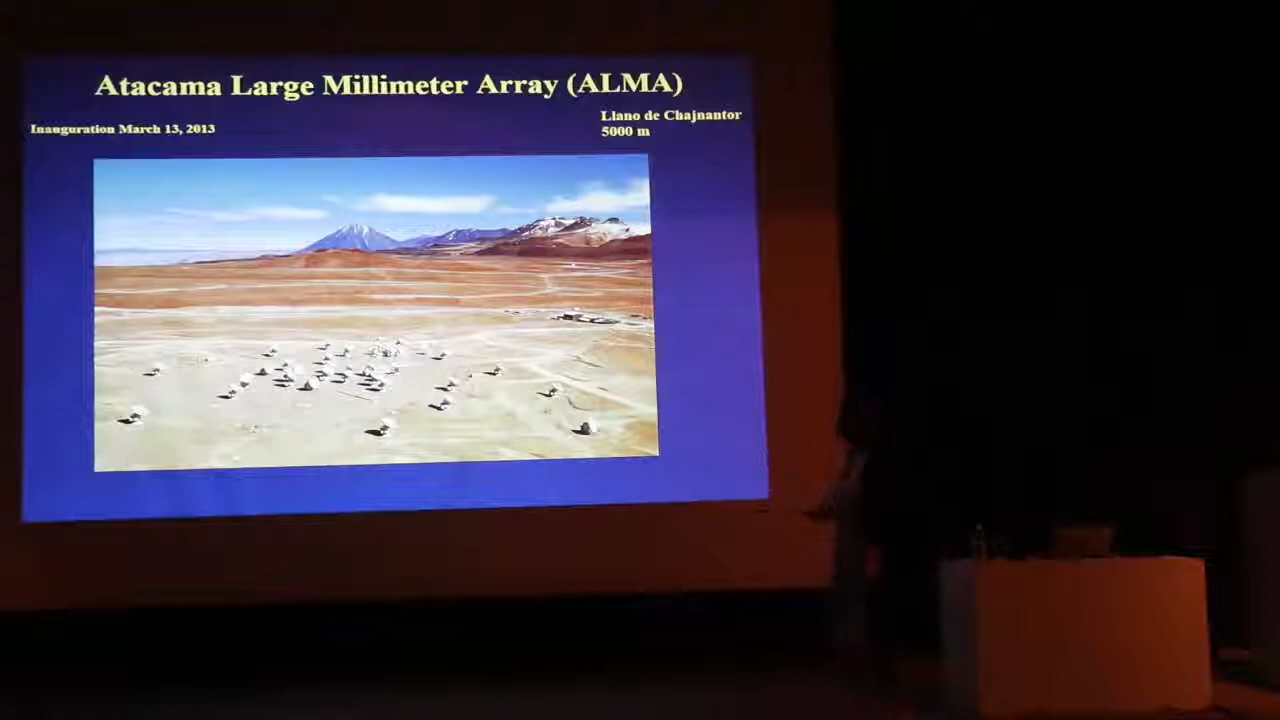 Atacama Large Millimeter Array (ALMA)
Llano de Chajnantor
Inauguration March 13, 2013
5000 m